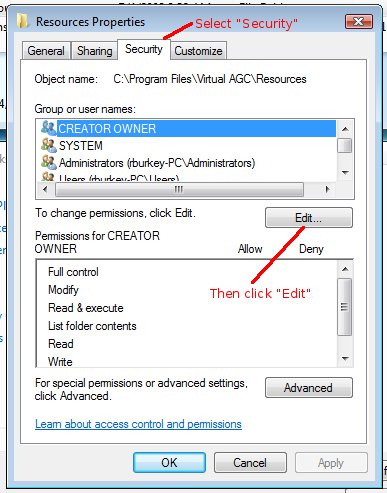 Resources Properties
Select "Security"
General
Sharing
Security
Customize
Object name: C:\Program Files\Virtual AGC\Resources
Group or user names:
CREATOR OWNER
SYSTEM
Administrators (rburkey-PC\Administrators)
Users (rburkey-PC\Users)
To change permissions, click Edit.
Edit...
Permissions for CREATOR
OWNER Allow Deny
Full control
Modify
Then click "Edit"
Read & execute
List folder contents
Read
Write
For special permissions or advanced settings,
click Advanced.
Advanced
Learn about access control and permissions
OK
Cancel
Apply